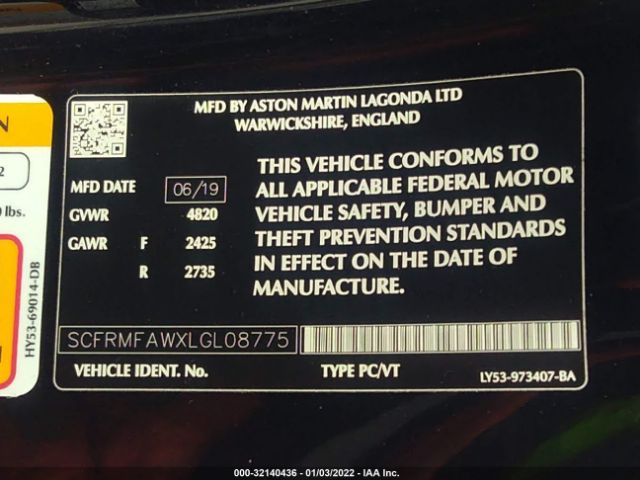 MFD BY ASTON MARTIN LAGONDA LTD
WARWICKSHIRE, ENGLAND
MFD DATE 06/19
GVWR 4820
GAWR F 2425
R 2735
THIS VEHICLE CONFORMS TO
ALL APPLICABLE FEDERAL MOTOR
VEHICLE SAFETY, BUMPER AND
THEFT PREVENTION STANDARDS
IN EFFECT ON THE DATE OF
MANUFACTURE.
SCFRMFAWXLGL08775
VEHICLE IDENT. No. TYPE PC/VT LY53-973407-BA
lbs.
HY53-69014-DB
000-32140436 - 01/03/2022 - IAA Inc.